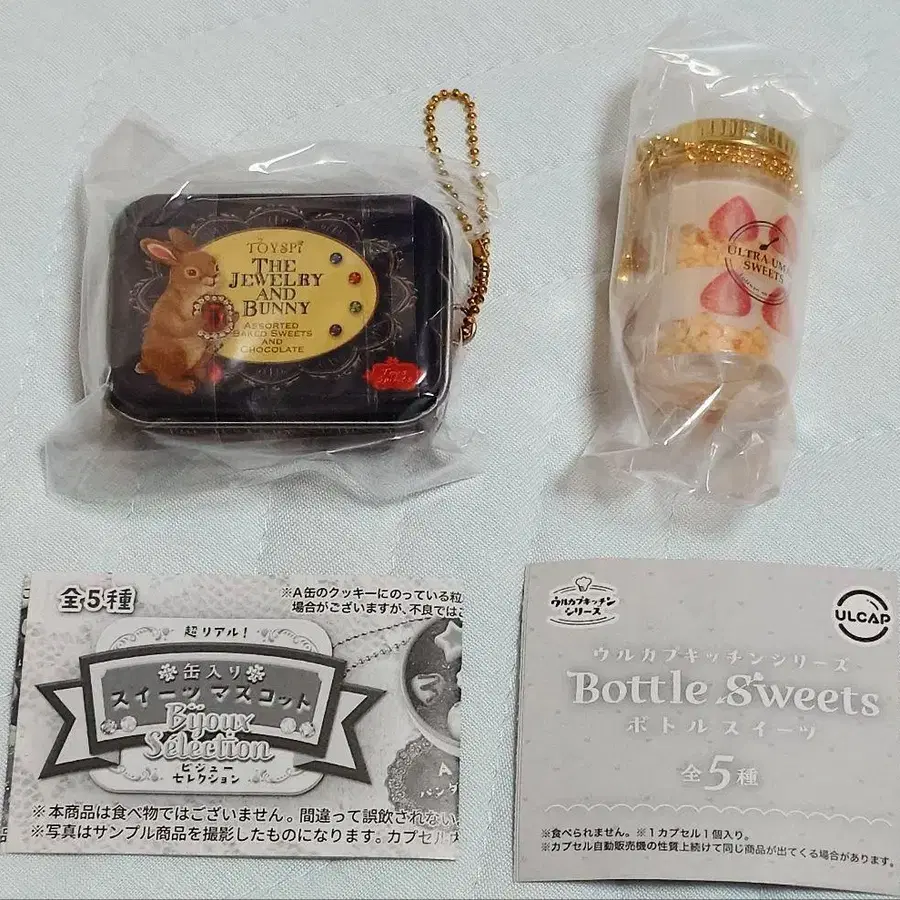 TOYSPI
THE
JEWELRY
AND
BUNNY
ASSORTED
BAKED SWEETS
AND
CHOCOLATE
Toys
Spirits
ULTRA UMA
SWEETS
全5種
※A缶のクッキーにのっている粒
場合がございますが、不良ではご
超リアル!
缶入り
スイーツマスコット
Bijoux
Sélection
ビジュー
セレクション
A
パンダ
※本商品は食べ物ではございません。間違って誤飲されない
※写真はサンプル商品を撮影したものになります。カプセル
ウルカプキッチン
シリーズ
ULCAP
ウルカプキッチンシリーズ
Bottle Sweets
ボトルスイーツ
全5種
※食べられません。※1カプセル1個入り。
※カプセル自動販売機の性質上続けて同じ商品が出てくる場合があります。